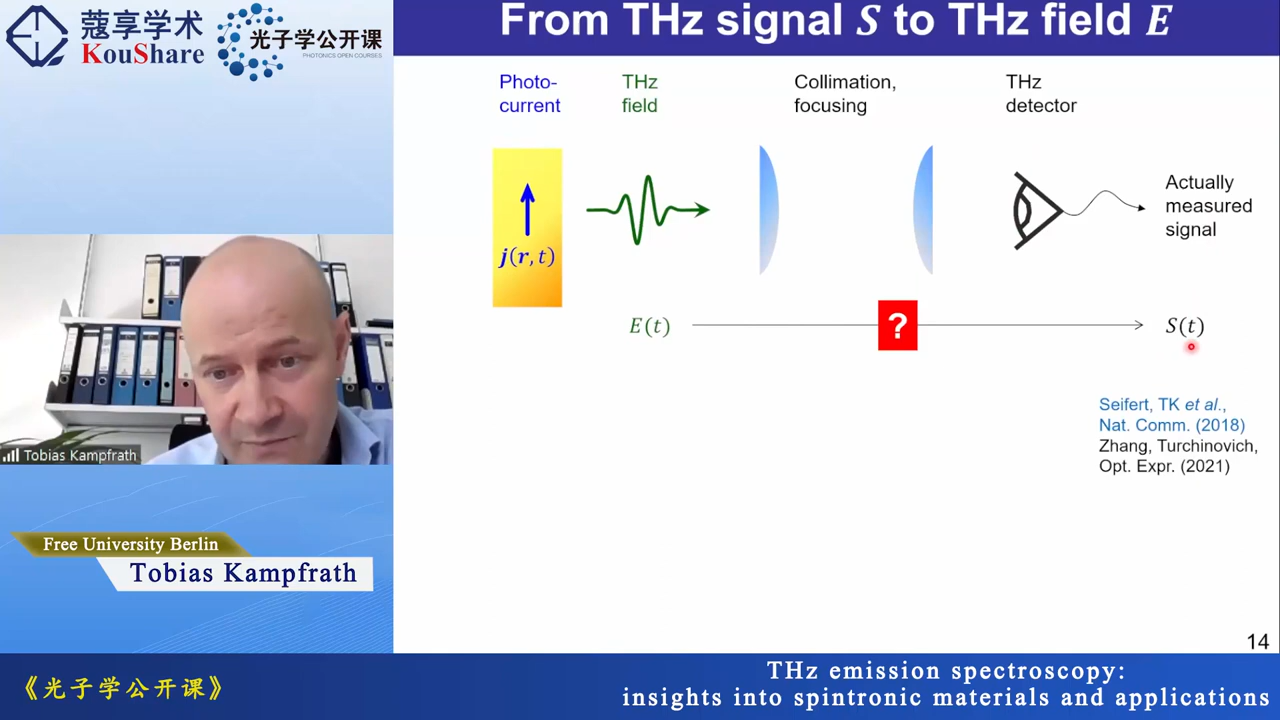 蔻享学术
KouShare
光子学公开课
PHOTONICS OPEN COURSES
From THz signal S to THz field E
Photo-
current
THz
field
Collimation,
focusing
THz
detector
j(r, t)
Actually
measured
signal
E(t)
?
S(t)
Seifert, TK et al.,
Nat. Comm. (2018)
Zhang, Turchinovich,
Opt. Expr. (2021)
14
Tobias Kampfrath
Free University Berlin
Tobias Kampfrath
《光子学公开课》
THz emission spectroscopy:
insights into spintronic materials and applications